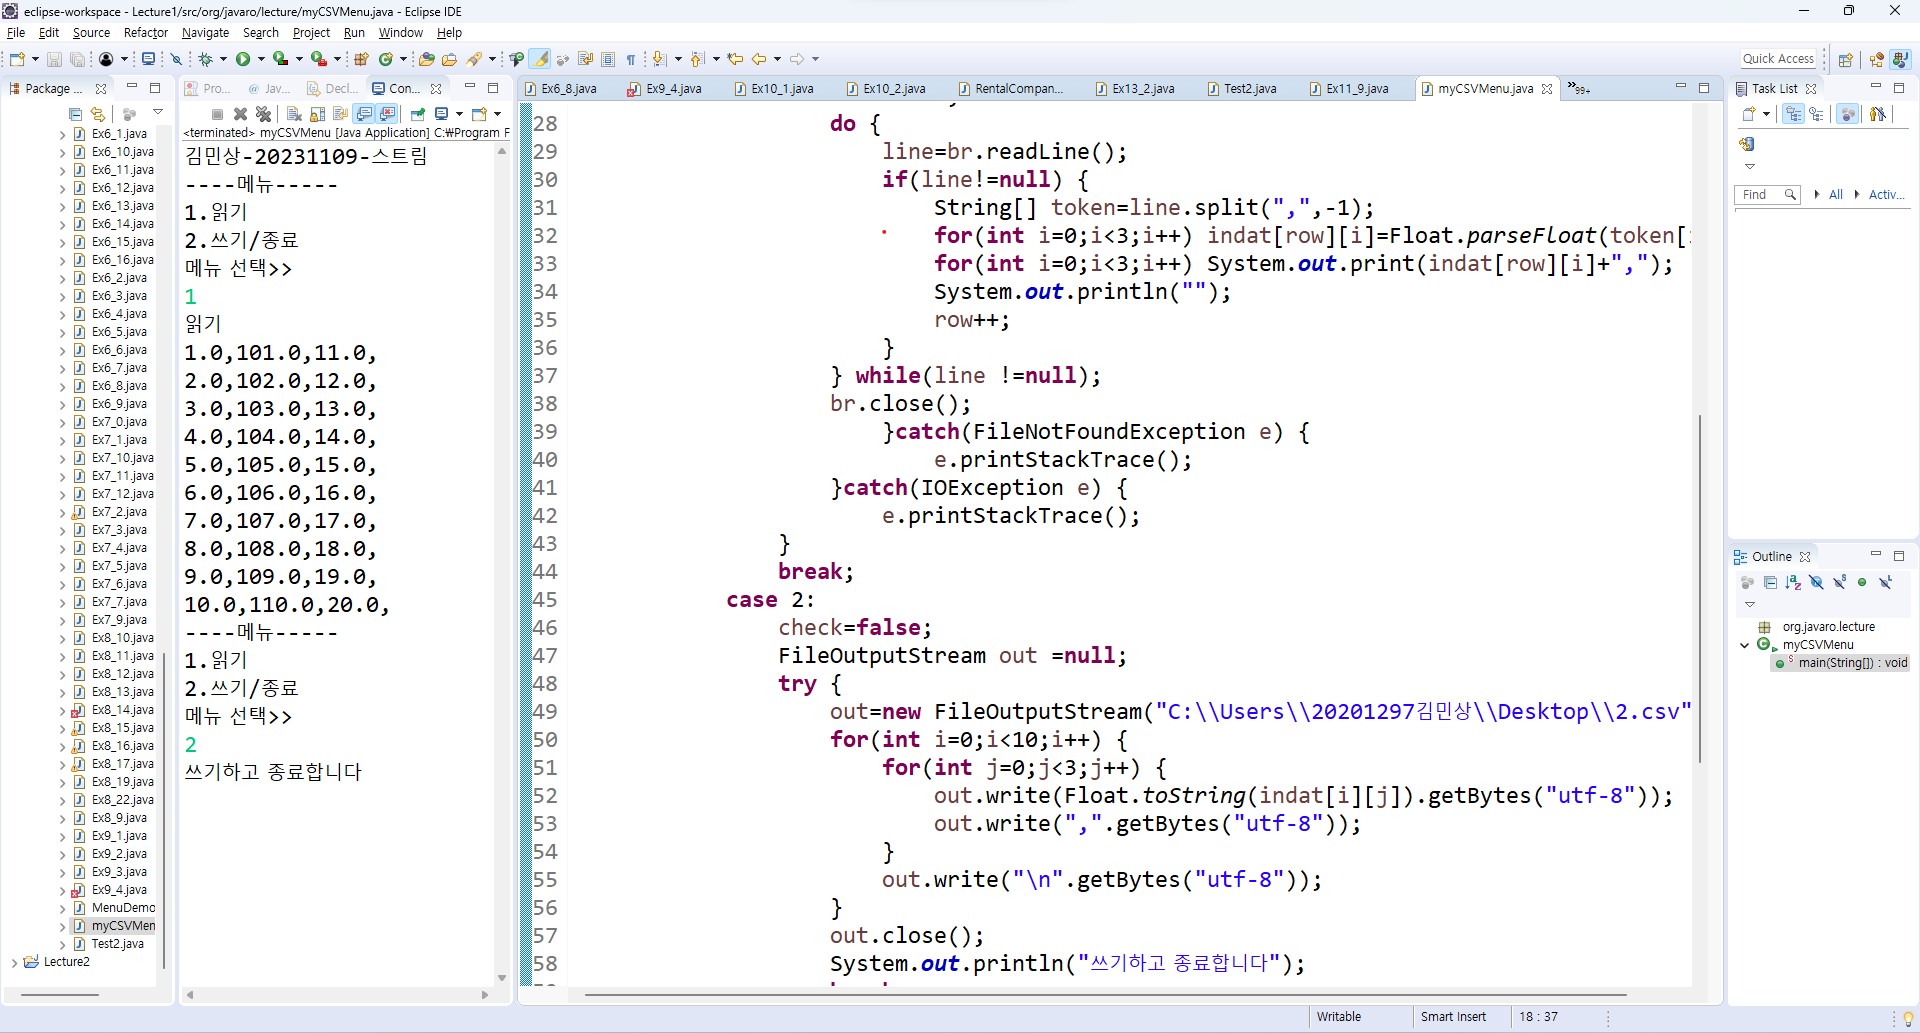 eclipse-workspace - Lecture1/src/org/javaro/lecture/myCSVMenu.java - Eclipse IDE
File Edit Source Refactor Navigate Search Project Run Window Help
Quick Access
Package ...
Ex6_1.java
Ex6_10.java
Ex6_11.java
Ex6_12.java
Ex6_13.java
Ex6_14.java
Ex6_15.java
Ex6_16.java
Ex6_2.java
Ex6_3.java
Ex6_4.java
Ex6_5.java
Ex6_6.java
Ex6_7.java
Ex6_8.java
Ex6_9.java
Ex7_0.java
Ex7_1.java
Ex7_10.java
Ex7_11.java
Ex7_12.java
Ex7_2.java
Ex7_3.java
Ex7_4.java
Ex7_5.java
Ex7_6.java
Ex7_7.java
Ex7_9.java
Ex8_10.java
Ex8_11.java
Ex8_12.java
Ex8_13.java
Ex8_14.java
Ex8_15.java
Ex8_16.java
Ex8_17.java
Ex8_19.java
Ex8_22.java
Ex8_9.java
Ex9_1.java
Ex9_2.java
Ex9_3.java
Ex9_4.java
MenuDemo
myCSVMen
Test2.java
Lecture2
Pro... @ Jav... Decl... Con...
<terminated> myCSVMenu [Java Application] C:₩Program F
김민상-20231109-스트림
----메뉴-----
1.읽기
2.쓰기/종료
메뉴 선택>>
1
읽기
1.0,101.0,11.0,
2.0,102.0,12.0,
3.0,103.0,13.0,
4.0,104.0,14.0,
5.0,105.0,15.0,
6.0,106.0,16.0,
7.0,107.0,17.0,
8.0,108.0,18.0,
9.0,109.0,19.0,
10.0,110.0,20.0,
----메뉴-----
1.읽기
2.쓰기/종료
메뉴 선택>>
2
쓰기하고 종료합니다
Ex6_8.java Ex9_4.java Ex10_1.java Ex10_2.java RentalCompan... Ex13_2.java Test2.java Ex11_9.java myCSVMenu.java »99+
28 do {
29 line=br.readLine();
30 if(line!=null) {
31 String[] token=line.split(",",-1);
32 for(int i=0;i<3;i++) indat[row][i]=Float.parseFloat(token[
33 for(int i=0;i<3;i++) System.out.print(indat[row][i]+",");
34 System.out.println("");
35 row++;
36 }
37 } while(line !=null);
38 br.close();
39 }catch(FileNotFoundException e) {
40 e.printStackTrace();
41 }catch(IOException e) {
42 e.printStackTrace();
43 }
44 break;
45 case 2:
46 check=false;
47 FileOutputStream out =null;
48 try {
49 out=new FileOutputStream("C:\\Users\\20201297김민상\\Desktop\\2.csv"
50 for(int i=0;i<10;i++) {
51 for(int j=0;j<3;j++) {
52 out.write(Float.toString(indat[i][j]).getBytes("utf-8"));
53 out.write(",".getBytes("utf-8"));
54 }
55 out.write("\n".getBytes("utf-8"));
56 }
57 out.close();
58 System.out.println("쓰기하고 종료합니다");
Task List
Find All Activ...
Outline
org.javaro.lecture
myCSVMenu
main(String[]) : void
Writable Smart Insert 18 : 37